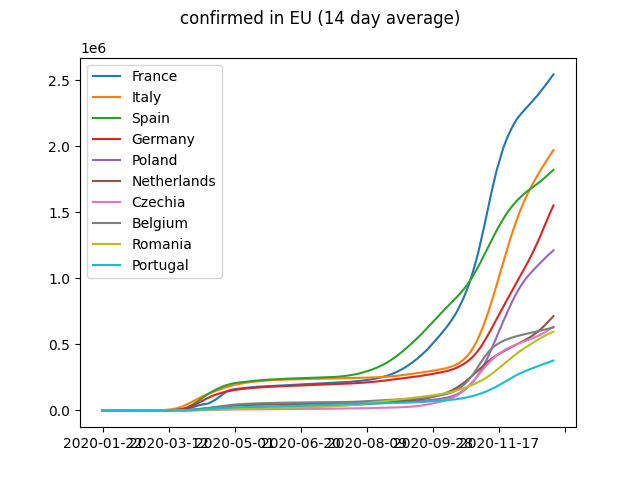 confirmed in EU (14 day average)
1e6
2.5
2.0
1.5
1.0
0.5
0.0
France
Italy
Spain
Germany
Poland
Netherlands
Czechia
Belgium
Romania
Portugal
2020-01-22 2020-03-12 2020-05-01 2020-06-20 2020-08-09 2020-09-28 2020-11-17